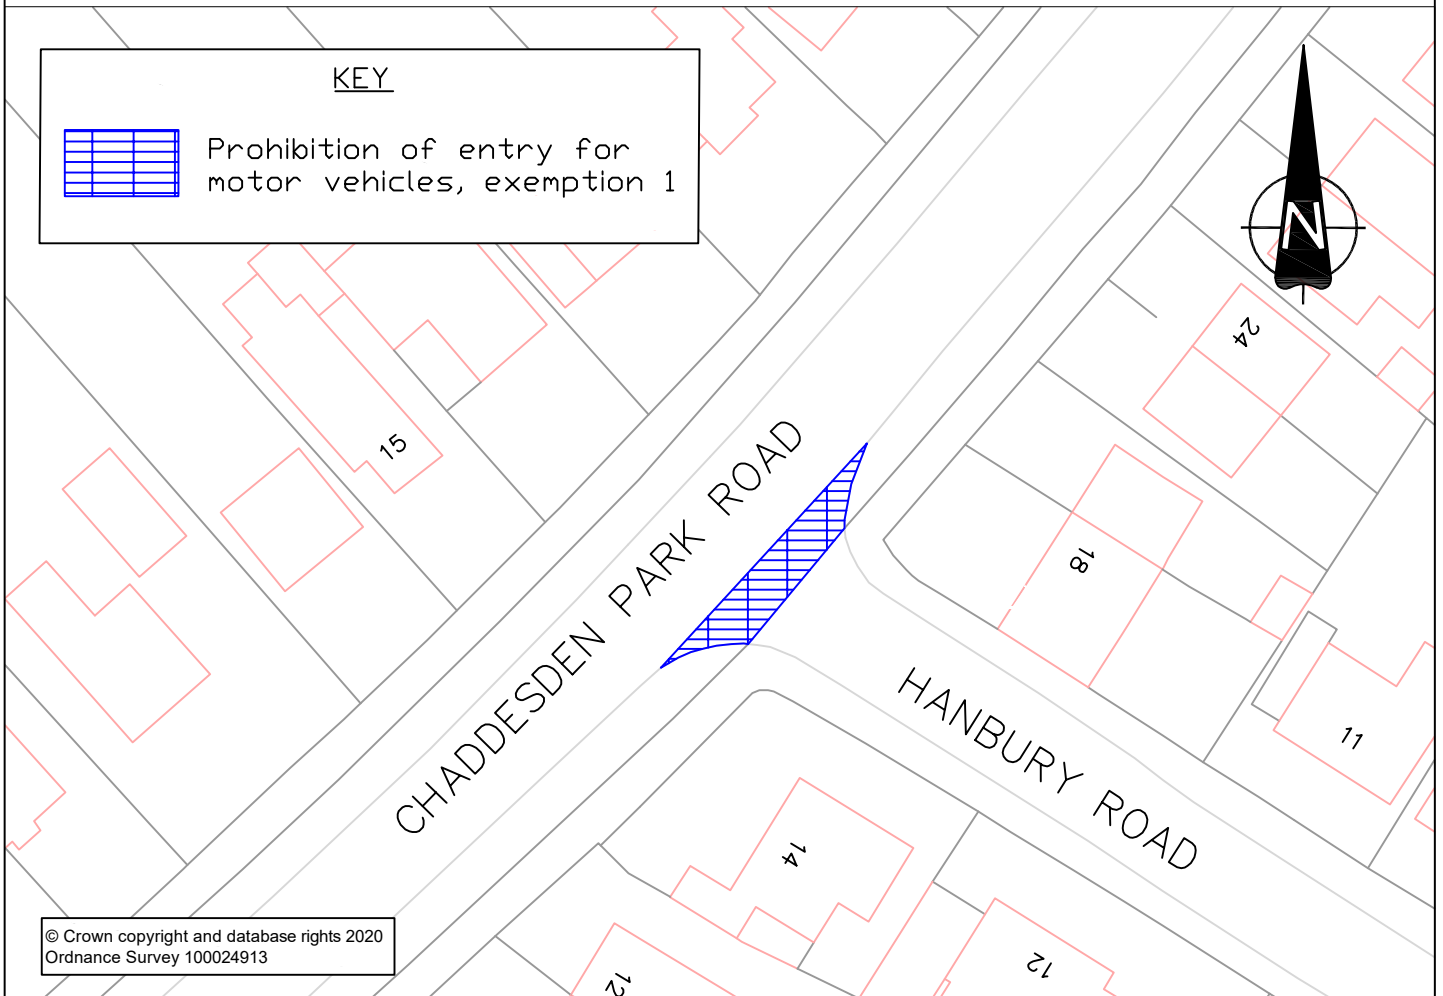 KEY
Prohibition of entry for
motor vehicles, exemption 1
N
24
15
CHADDESDEN PARK ROAD
18
HANBURY ROAD
11
14
12
12
© Crown copyright and database rights 2020
Ordnance Survey 100024913